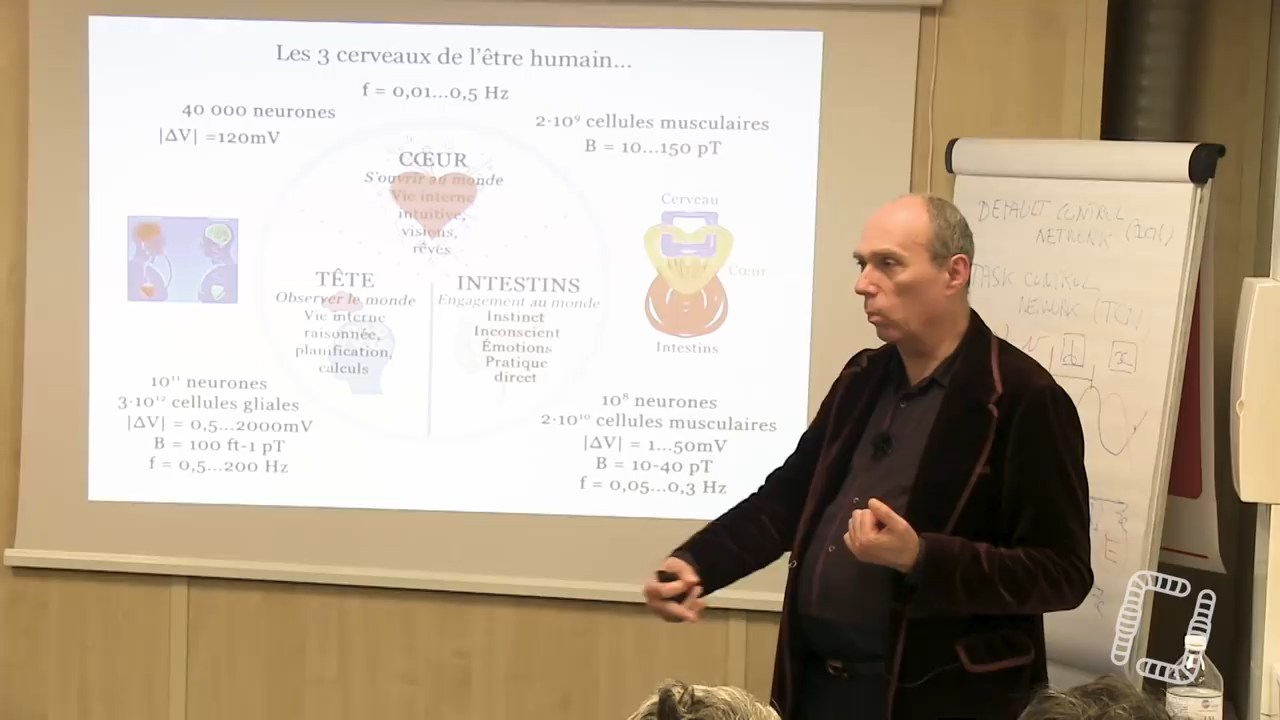 Les 3 cerveaux de l'être humain...
f = 0,01...0,5 Hz
40 000 neurones
|ΔV| =120mV
2·10⁹ cellules musculaires
B = 10...150 pT
CŒUR
S'ouvrir au monde
Vie interne
intuitive,
visions,
rêves
TÊTE
Observer le monde
Vie interne
raisonnée,
planification,
calculs
INTESTINS
Engagement au monde
Instinct
Inconscient
Émotions
Pratique
direct
Cerveau
Cœur
Intestins
10¹¹ neurones
3·10¹² cellules gliales
|ΔV| = 0,5...2000mV
B = 100 ft-1 pT
f = 0,5...200 Hz
10⁸ neurones
2·10¹⁰ cellules musculaires
|ΔV| = 1...50mV
B = 10-40 pT
f = 0,05...0,3 Hz
DEFAULT CONTROL
NETWORK
TASK CONTROL
NETWORK